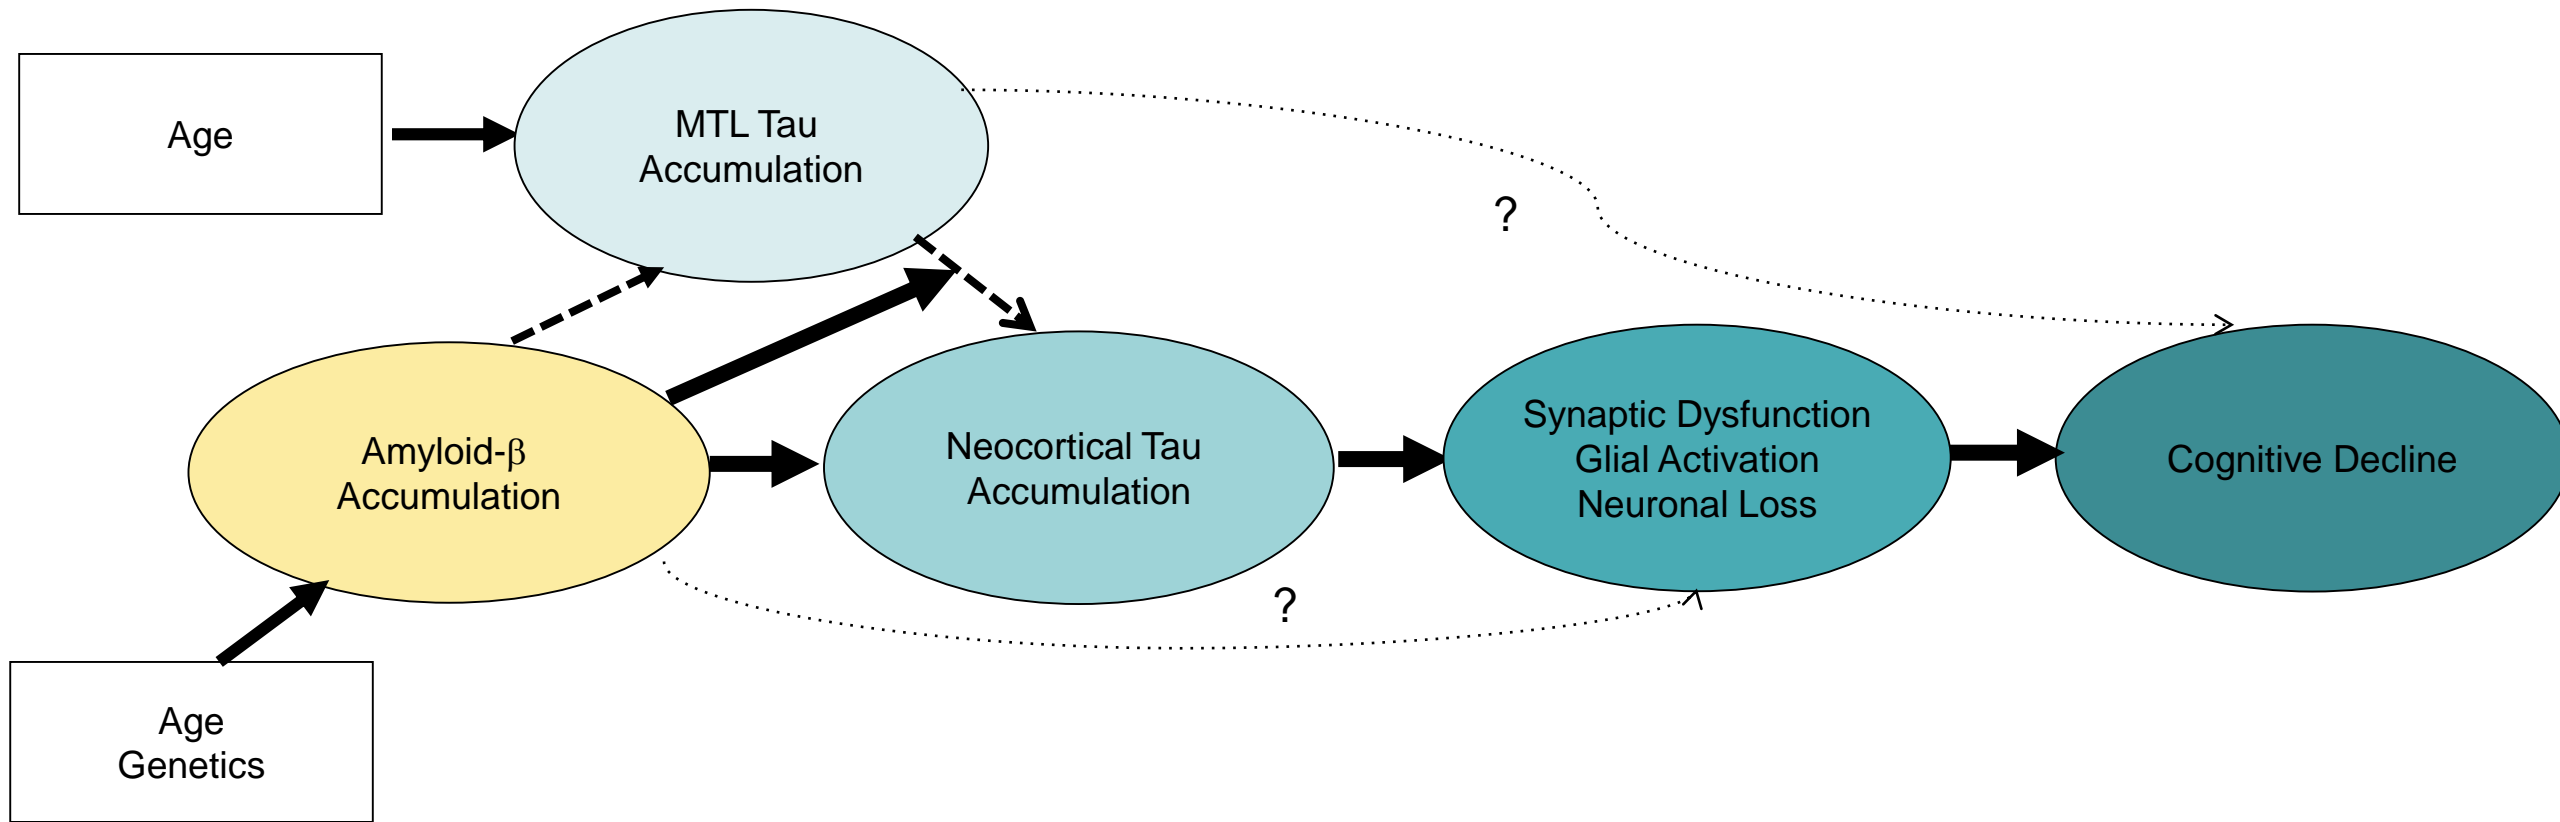 Age
MTL Tau
Accumulation
?
Amyloid-β
Accumulation
Neocortical Tau
Accumulation
Synaptic Dysfunction
Glial Activation
Neuronal Loss
Cognitive Decline
?
Age
Genetics